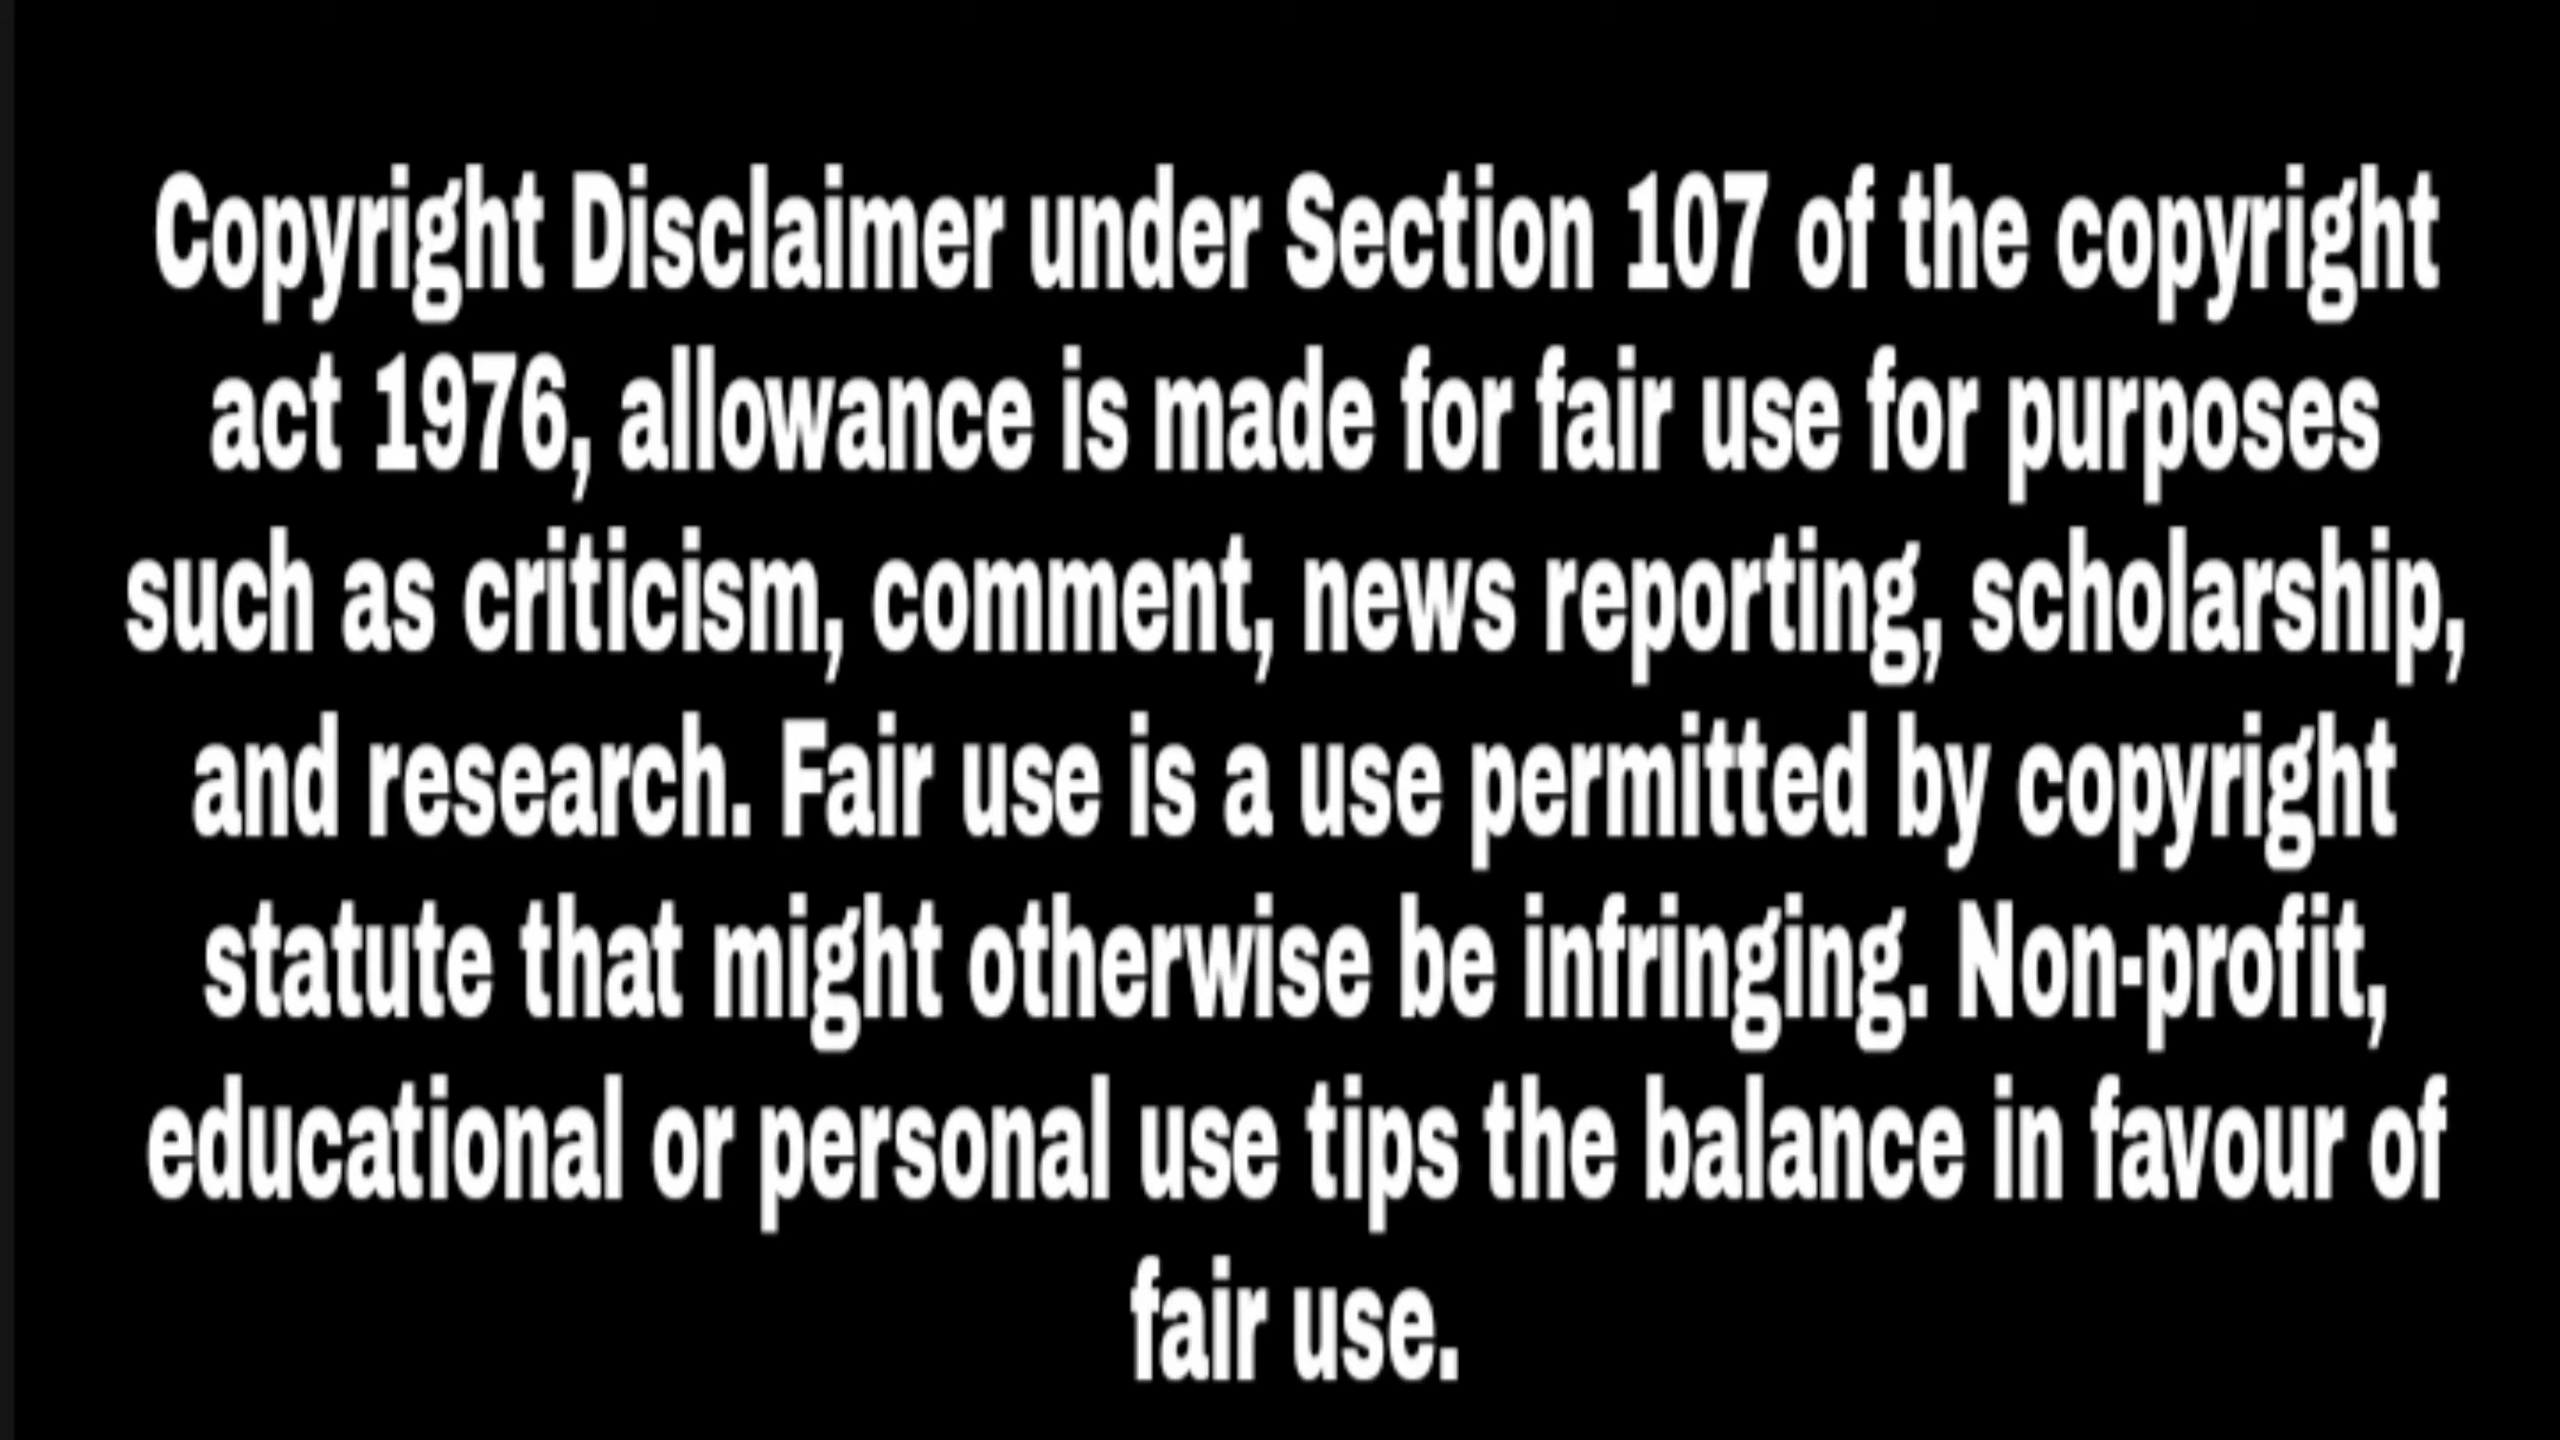 Copyright Disclaimer under Section 107 of the copyright
act 1976, allowance is made for fair use for purposes
such as criticism, comment, news reporting, scholarship,
and research. Fair use is a use permitted by copyright
statute that might otherwise be infringing. Non-profit,
educational or personal use tips the balance in favour of
fair use.